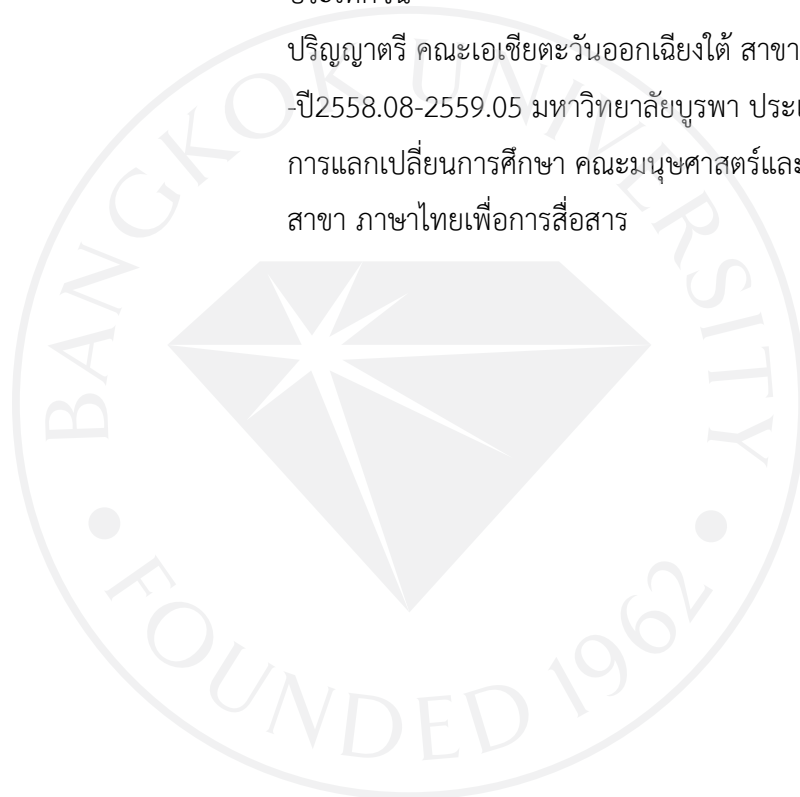 ปริญญาตรี คณะเอเชียตะวันออกเฉียงใต้ สาขา
-ปี2558.08-2559.05 มหาวิทยาลัยบูรพา
การแลกเปลี่ยนการศึกษา คณะมนุษศาสตร์และ
สาขา ภาษาไทยเพื่อการสื่อสาร
BANGKOK UNIVERSITY
FOUNDED 1962